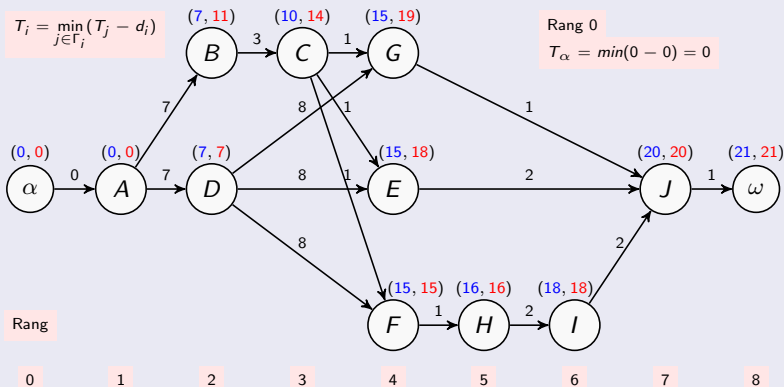 T_i = min_{j∈Γ_i} (T_j − d_i)
Rang 0
T_α = min(0 − 0) = 0
(7, 11) (10, 14) (15, 19)
B 3 C 1 G
7 8 1 1
(0, 0) (0, 0) (7, 7) (15, 18) (20, 20) (21, 21)
α 0 A 7 D 8 1 E 2 J 1 ω
8 2
(15, 15) (16, 16) (18, 18)
F 1 H 2 I
Rang
0 1 2 3 4 5 6 7 8